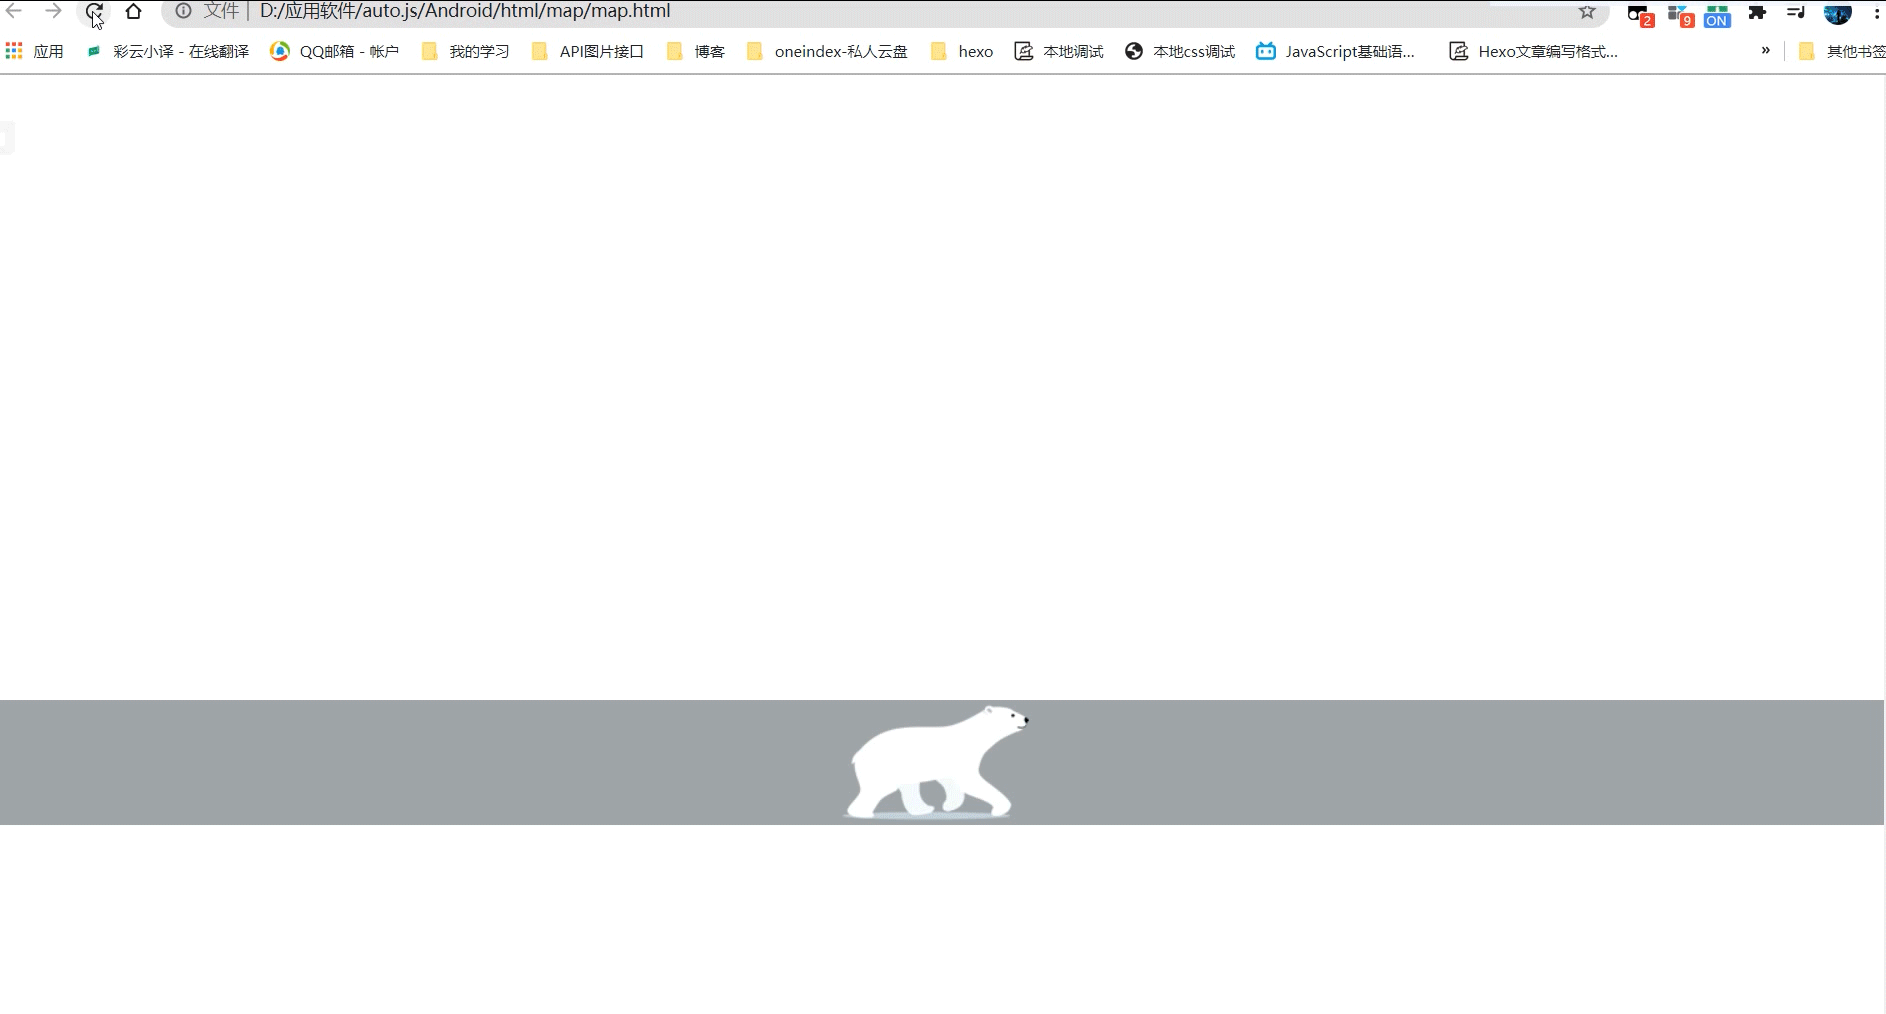 文件 D:/应用软件/auto.js/Android/html/map/map.html 2 9 ON
应用 彩云小译 - 在线翻译 QQ邮箱 - 帐户 我的学习 API图片接口 博客 oneindex-私人云盘 hexo 本地调试 本地css调试 JavaScript基础语... Hexo文章编写格式... » 其他书签